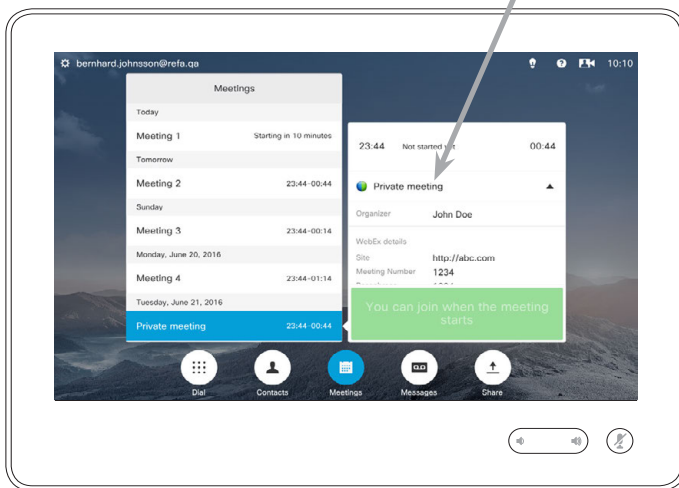 bernhard.johnsson@refa.qa
10:10
Meetings
Today
Meeting 1 Starting in 10 minutes
Tomorrow
Meeting 2 23:44-00:44
Sunday
Meeting 3 23:44-00:14
Monday, June 20, 2016
Meeting 4 23:44-01:14
Tuesday, June 21, 2016
Private meeting 23:44-00:44
23:44 Not started yet 00:44
Private meeting
Organizer John Doe
WebEx details
Site http://abc.com
Meeting Number 1234
You can join when the meeting
starts
Dial Contacts Meetings Messages Share